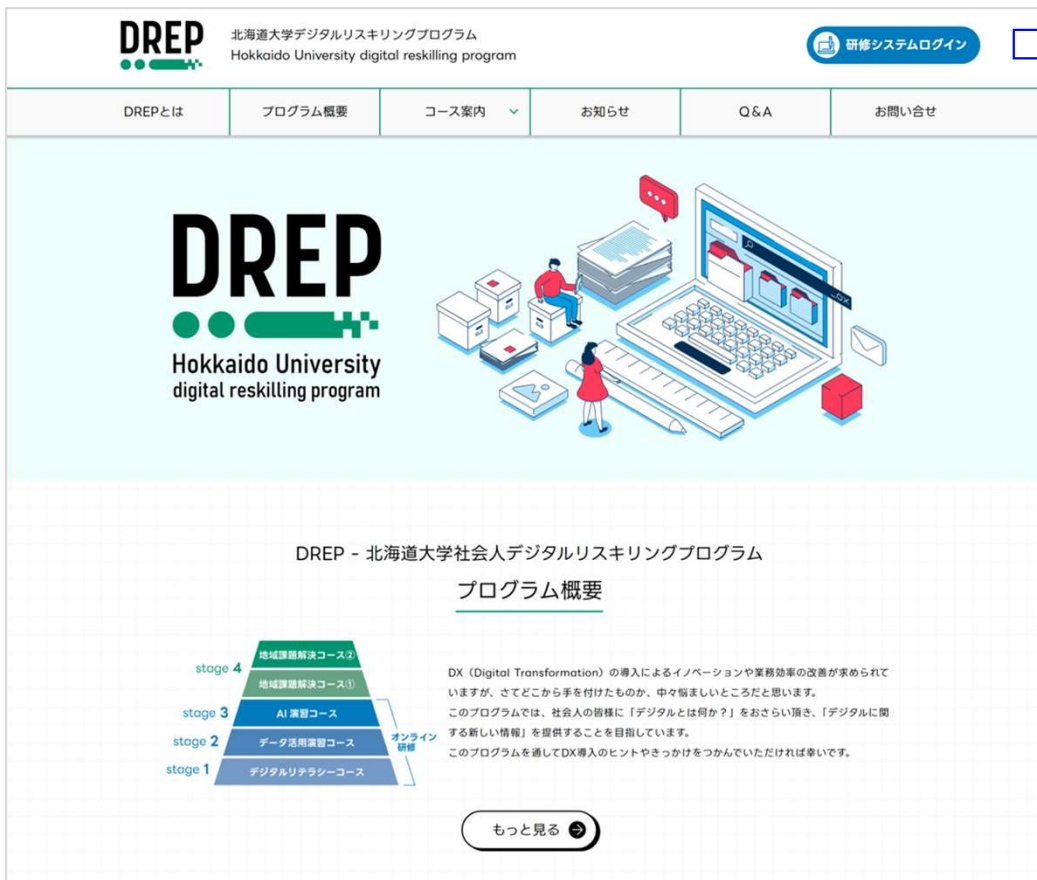 DREP
北海道大学デジタルリスキリングプログラム
Hokkaido University digital reskilling program
研修システムログイン
DREPとは
プログラム概要
コース案内
お知らせ
Q&A
お問い合せ
DREP
Hokkaido University
digital reskilling program
DREP - 北海道大学社会人デジタルリスキリングプログラム
プログラム概要
stage 4
地域課題解決コース②
地域課題解決コース①
stage 3
AI 演習コース
stage 2
データ活用演習コース
stage 1
デジタルリテラシーコース
オンライン
研修
DX（Digital Transformation）の導入によるイノベーションや業務効率の改善が求められて
いますが、さてどこから手を付けたものか、中々悩ましいところだと思います。
このプログラムでは、社会人の皆様に「デジタルとは何か？」をおさらい頂き、「デジタルに関
する新しい情報」を提供することを目指しています。
このプログラムを通してDX導入のヒントやきっかけをつかんでいただければ幸いです。
もっと見る